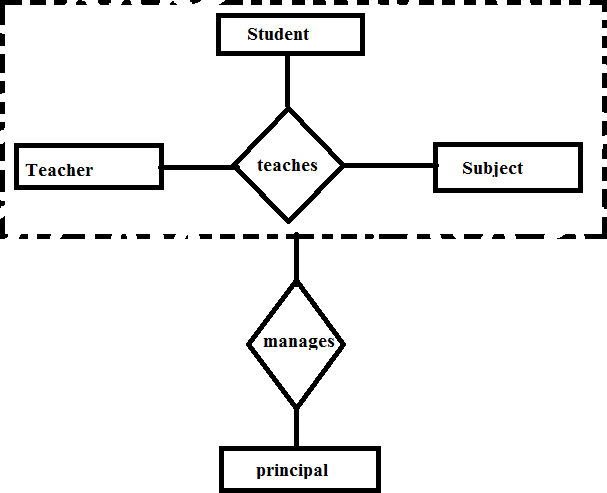 Student
teaches
Teacher
Subject
manages
principal